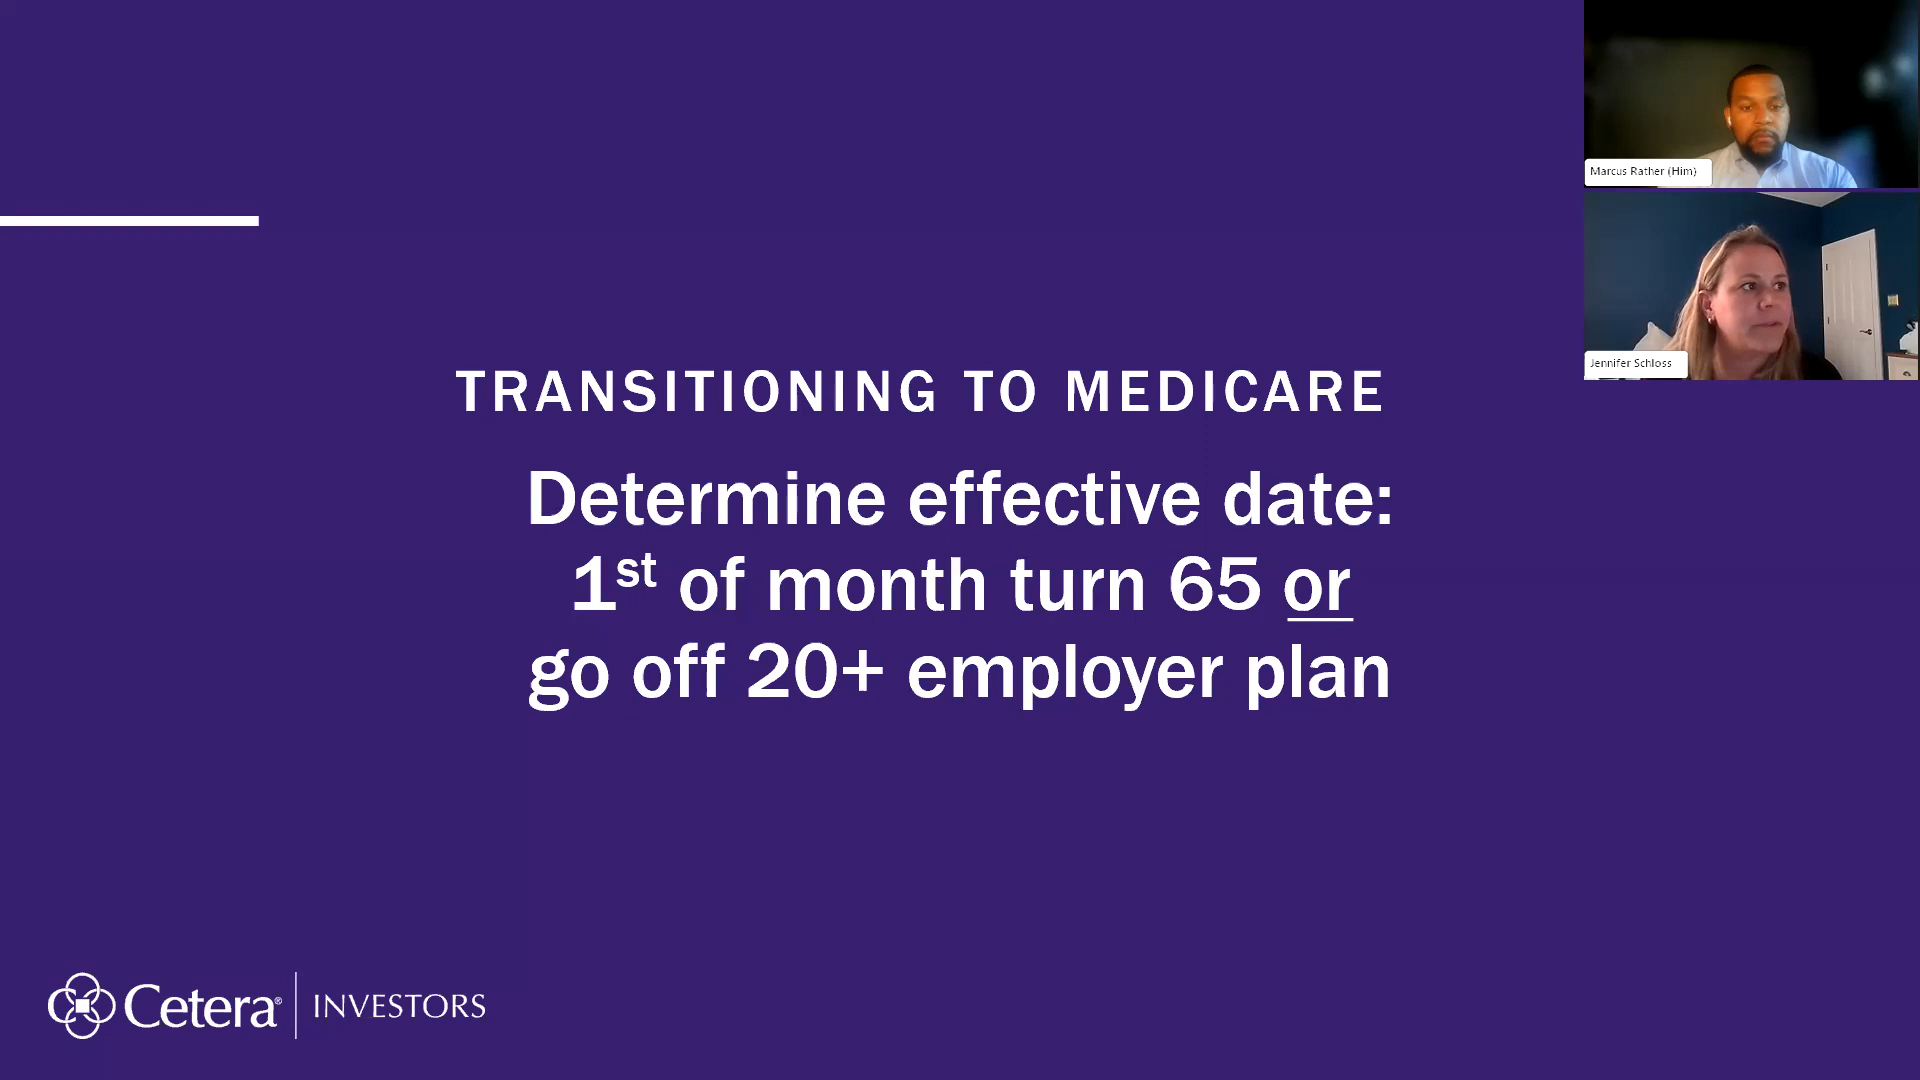 TRANSITIONING TO MEDICARE
Determine effective date:
1st of month turn 65 or
go off 20+ employer plan
Marcus Rather (Him)
Jennifer Schloss
Cetera® | INVESTORS